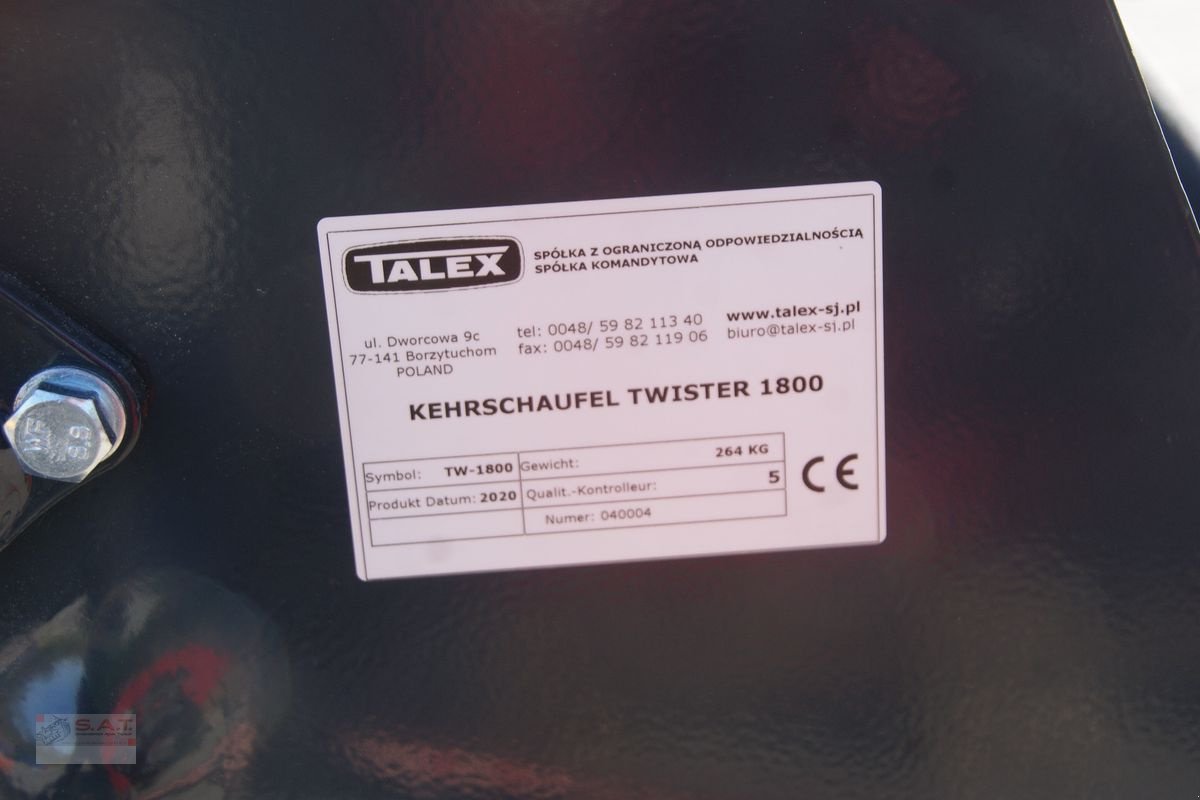 TALEX
SPÓŁKA Z OGRANICZONĄ ODPOWIEDZIALNOŚCIĄ
SPÓŁKA KOMANDYTOWA
ul. Dworcowa 9c
77-141 Borzytuchom
POLAND
tel: 0048/ 59 82 113 40
fax: 0048/ 59 82 119 06
www.talex-sj.pl
biuro@talex-sj.pl
KEHRSCHAUFEL TWISTER 1800
Symbol: TW-1800
Gewicht: 264 KG
Produkt Datum: 2020
Qualit.-Kontrolleur: 5
Numer: 040004
CE
WF
8.8
S.A.T.